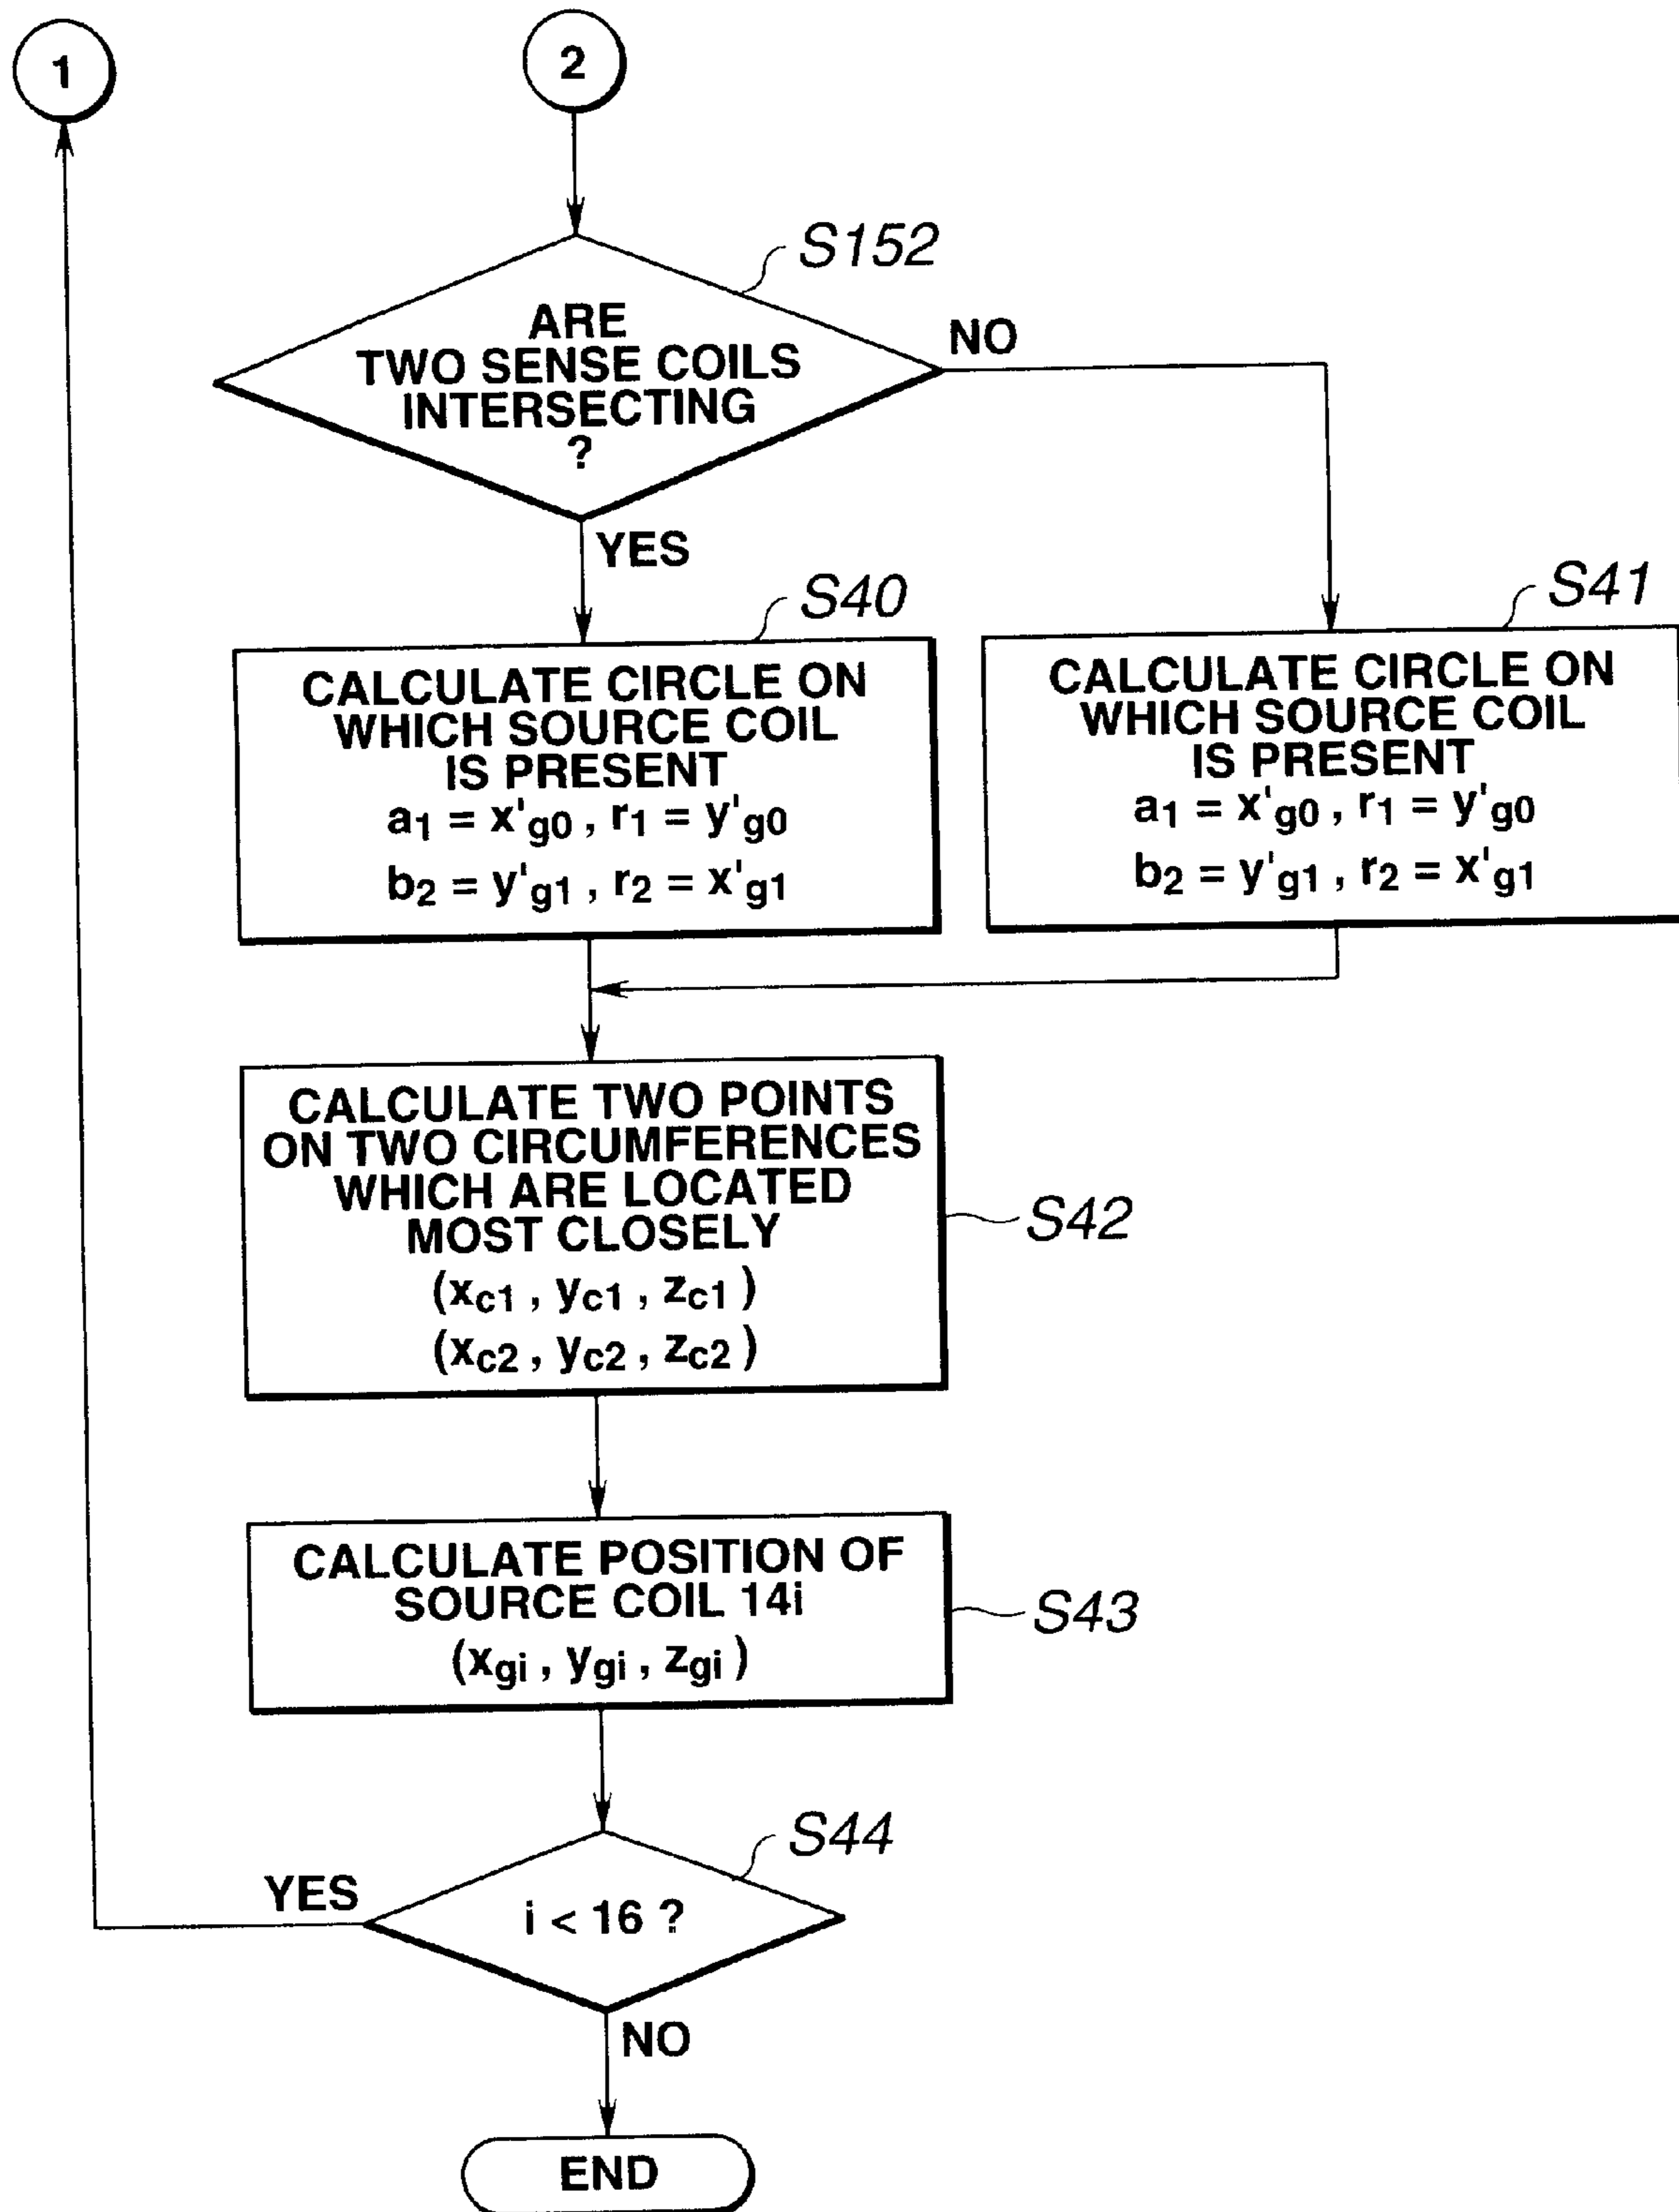 1
2
S152
ARE
TWO SENSE COILS
INTERSECTING
?
NO
YES
S40
CALCULATE CIRCLE ON
WHICH SOURCE COIL
IS PRESENT
a1 = x'g0 , r1 = y'g0
b2 = y'g1 , r2 = x'g1
S41
CALCULATE CIRCLE ON
WHICH SOURCE COIL
IS PRESENT
a1 = x'g0 , r1 = y'g0
b2 = y'g1 , r2 = x'g1
CALCULATE TWO POINTS
ON TWO CIRCUMFERENCES
WHICH ARE LOCATED
MOST CLOSELY
(xc1 , yc1 , zc1 )
(xc2 , yc2 , zc2 )
S42
CALCULATE POSITION OF
SOURCE COIL 14i
(xgi , ygi , zgi )
S43
S44
YES
i < 16 ?
NO
END